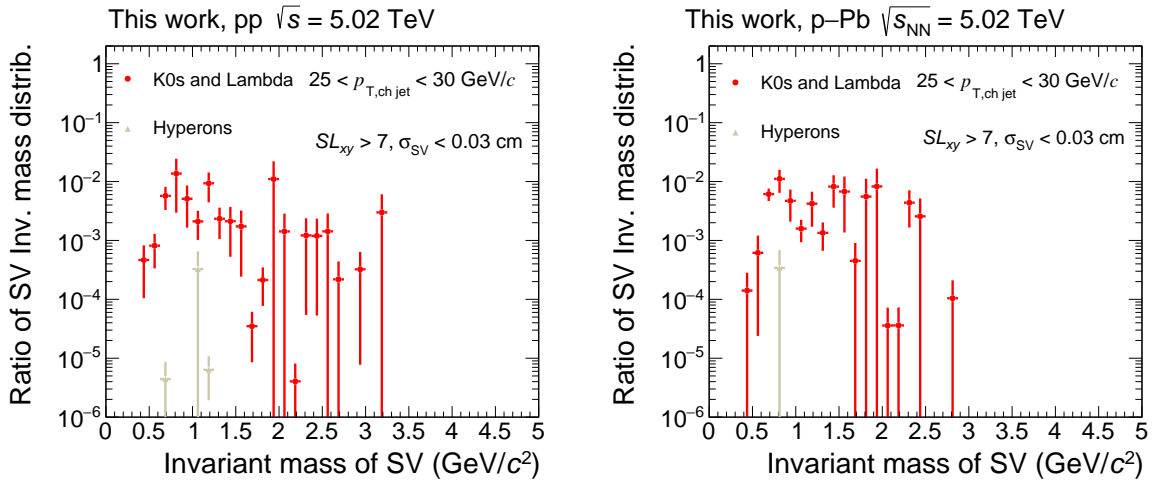 This work, pp √s = 5.02 TeV
Ratio of SV Inv. mass distrib.
1
10⁻¹
10⁻²
10⁻³
10⁻⁴
10⁻⁵
10⁻⁶
K0s and Lambda 25 < p_T,ch jet < 30 GeV/c
Hyperons
SL_xy > 7, σ_SV < 0.03 cm
0 0.5 1 1.5 2 2.5 3 3.5 4 4.5 5
Invariant mass of SV (GeV/c²)
This work, p−Pb √s_NN = 5.02 TeV
Ratio of SV Inv. mass distrib.
1
10⁻¹
10⁻²
10⁻³
10⁻⁴
10⁻⁵
10⁻⁶
K0s and Lambda 25 < p_T,ch jet < 30 GeV/c
Hyperons
SL_xy > 7, σ_SV < 0.03 cm
0 0.5 1 1.5 2 2.5 3 3.5 4 4.5 5
Invariant mass of SV (GeV/c²)